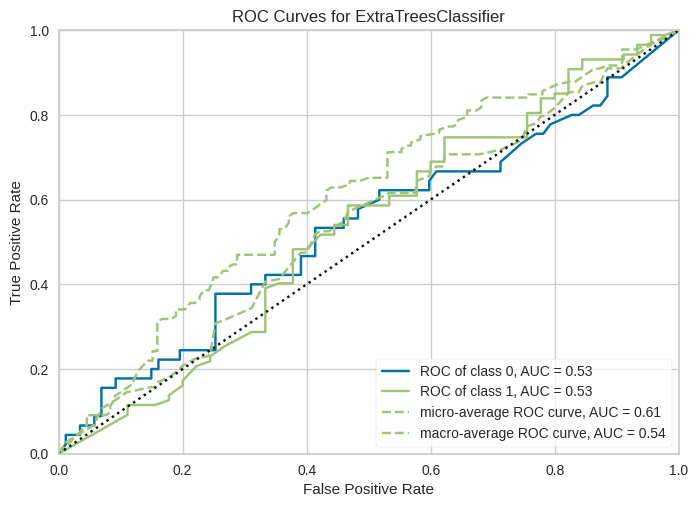 ROC Curves for ExtraTreesClassifier
True Positive Rate
1.0
0.8
0.6
0.4
0.2
0.0
ROC of class 0, AUC = 0.53
ROC of class 1, AUC = 0.53
micro-average ROC curve, AUC = 0.61
macro-average ROC curve, AUC = 0.54
0.0 0.2 0.4 0.6 0.8 1.0
False Positive Rate